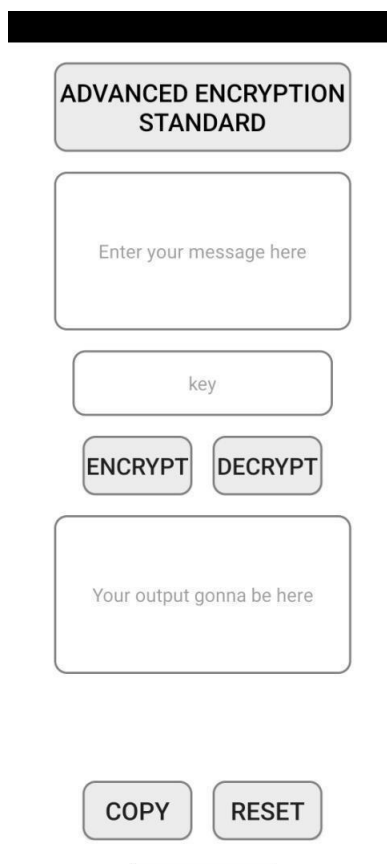 ADVANCED ENCRYPTION
STANDARD
Enter your message here
key
ENCRYPT DECRYPT
Your output gonna be here
COPY RESET